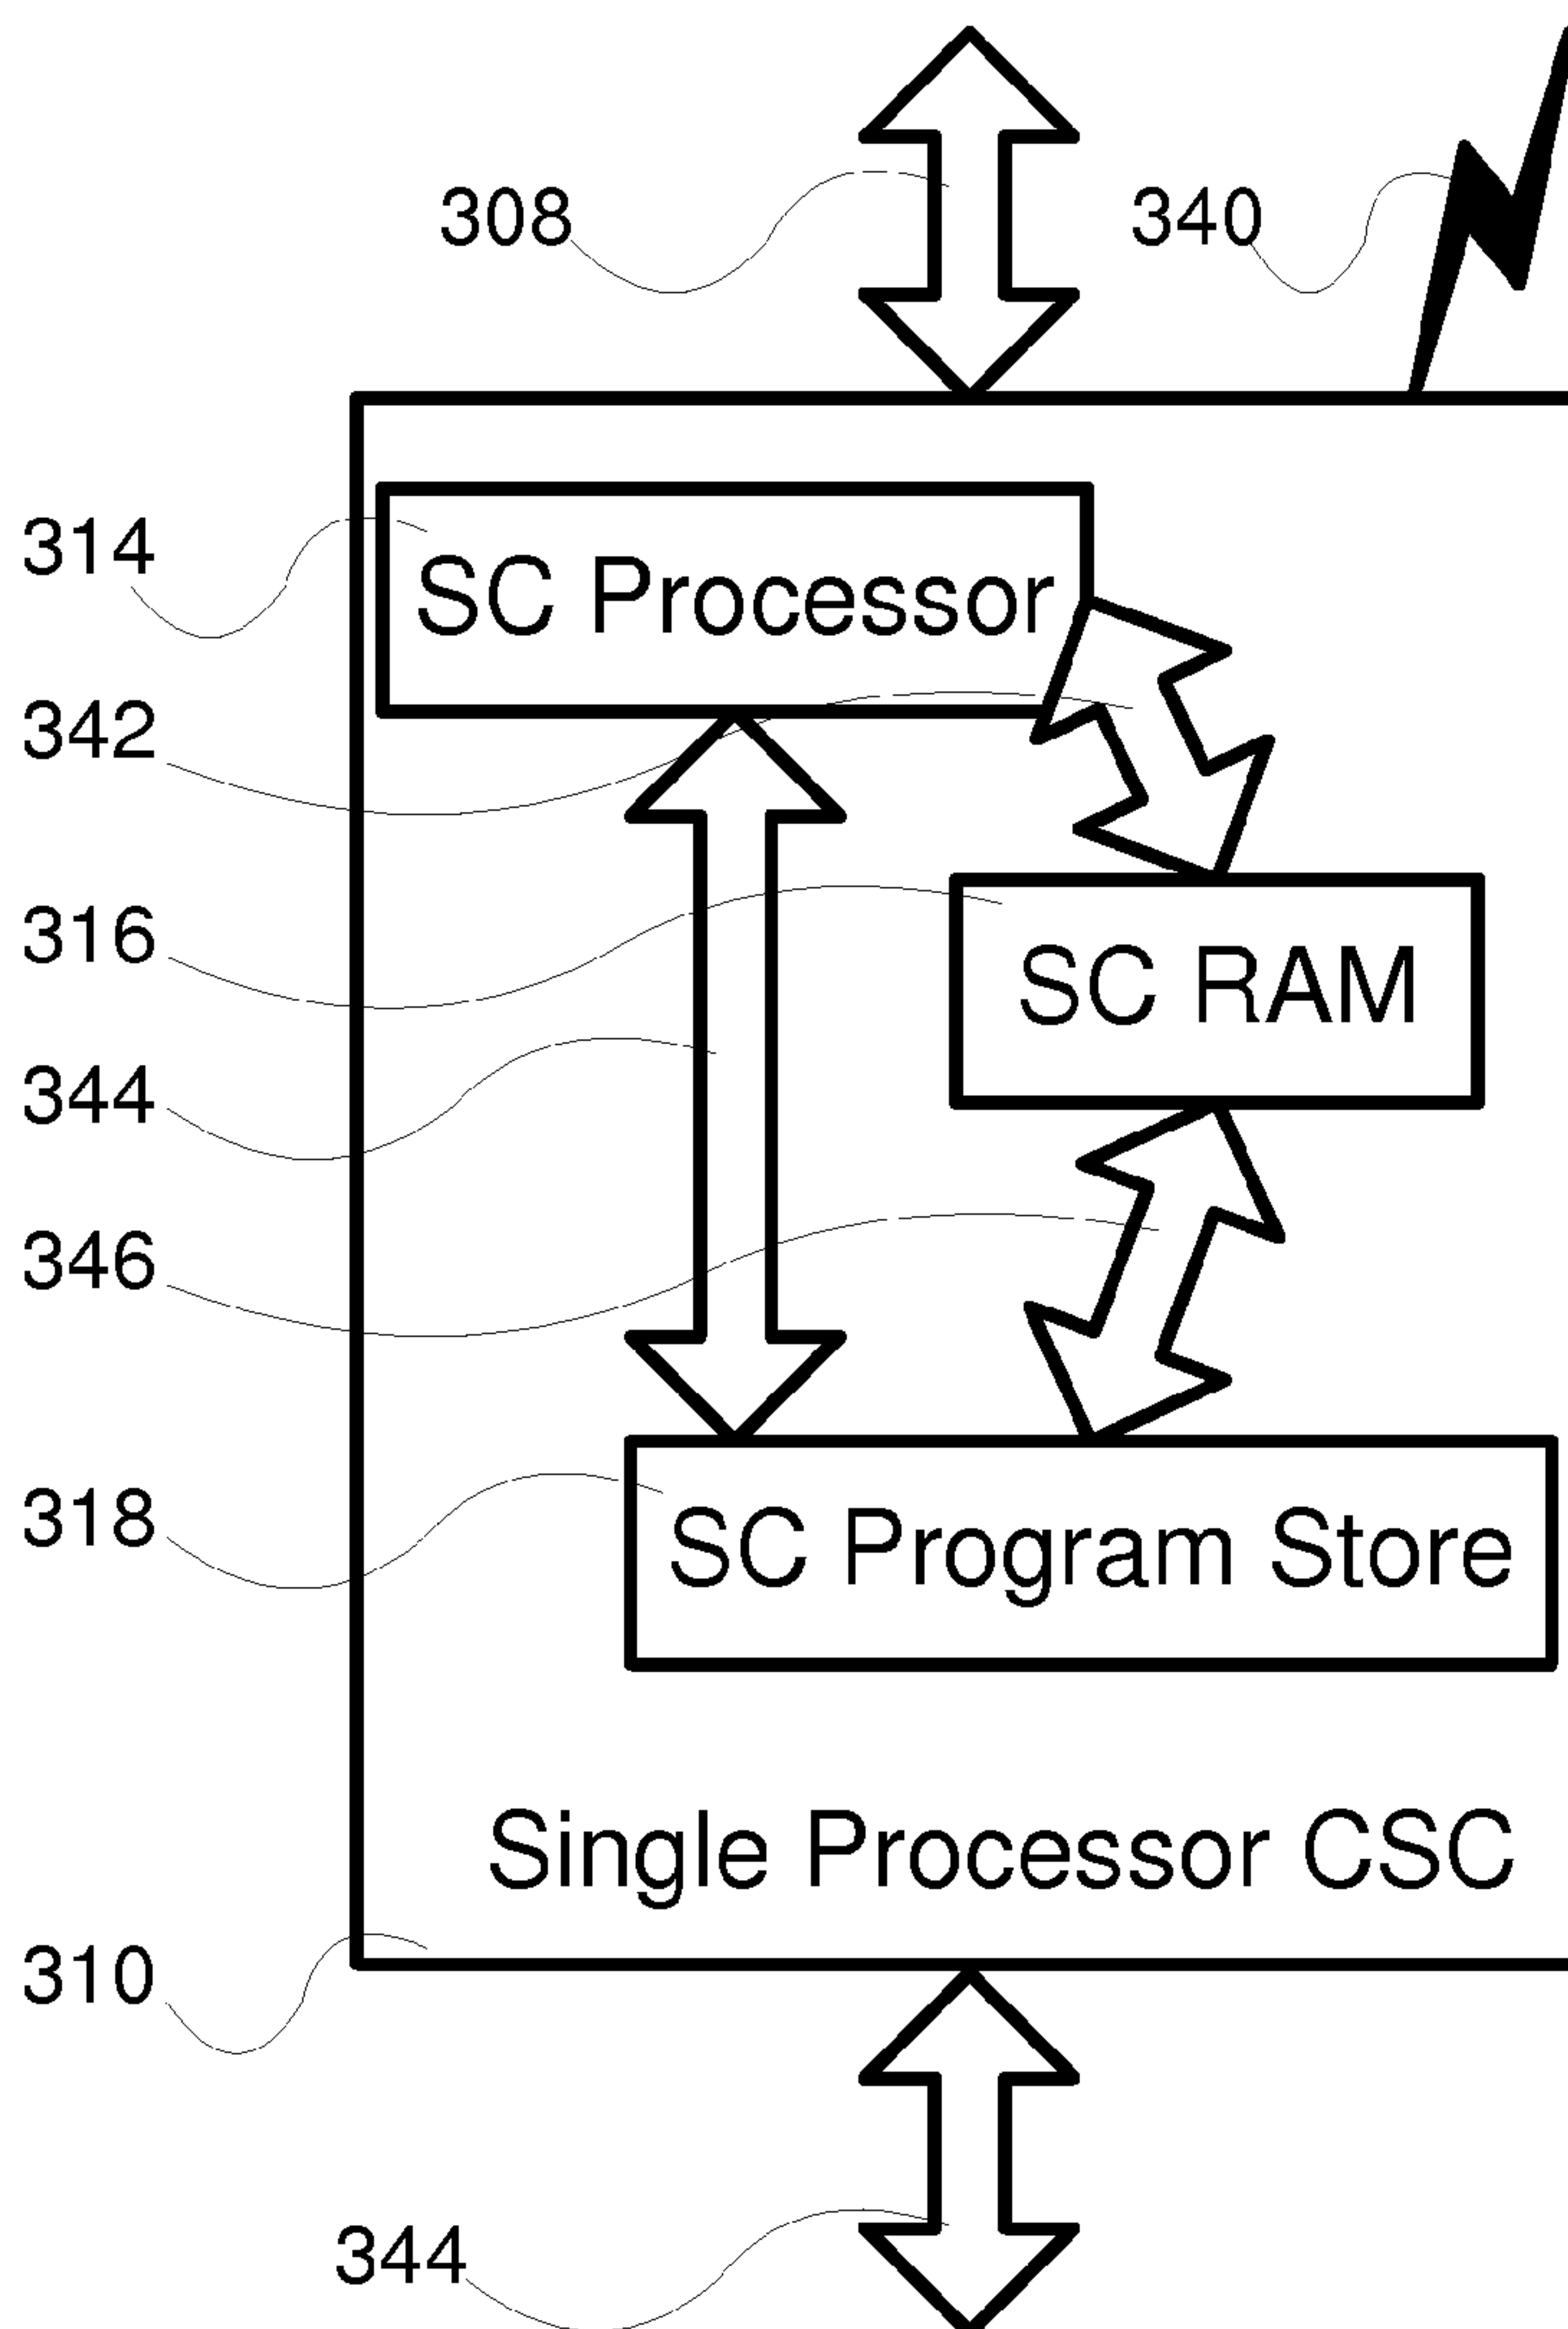 308
340
314
SC Processor
342
316
SC RAM
344
346
318
SC Program Store
Single Processor CSC
310
344